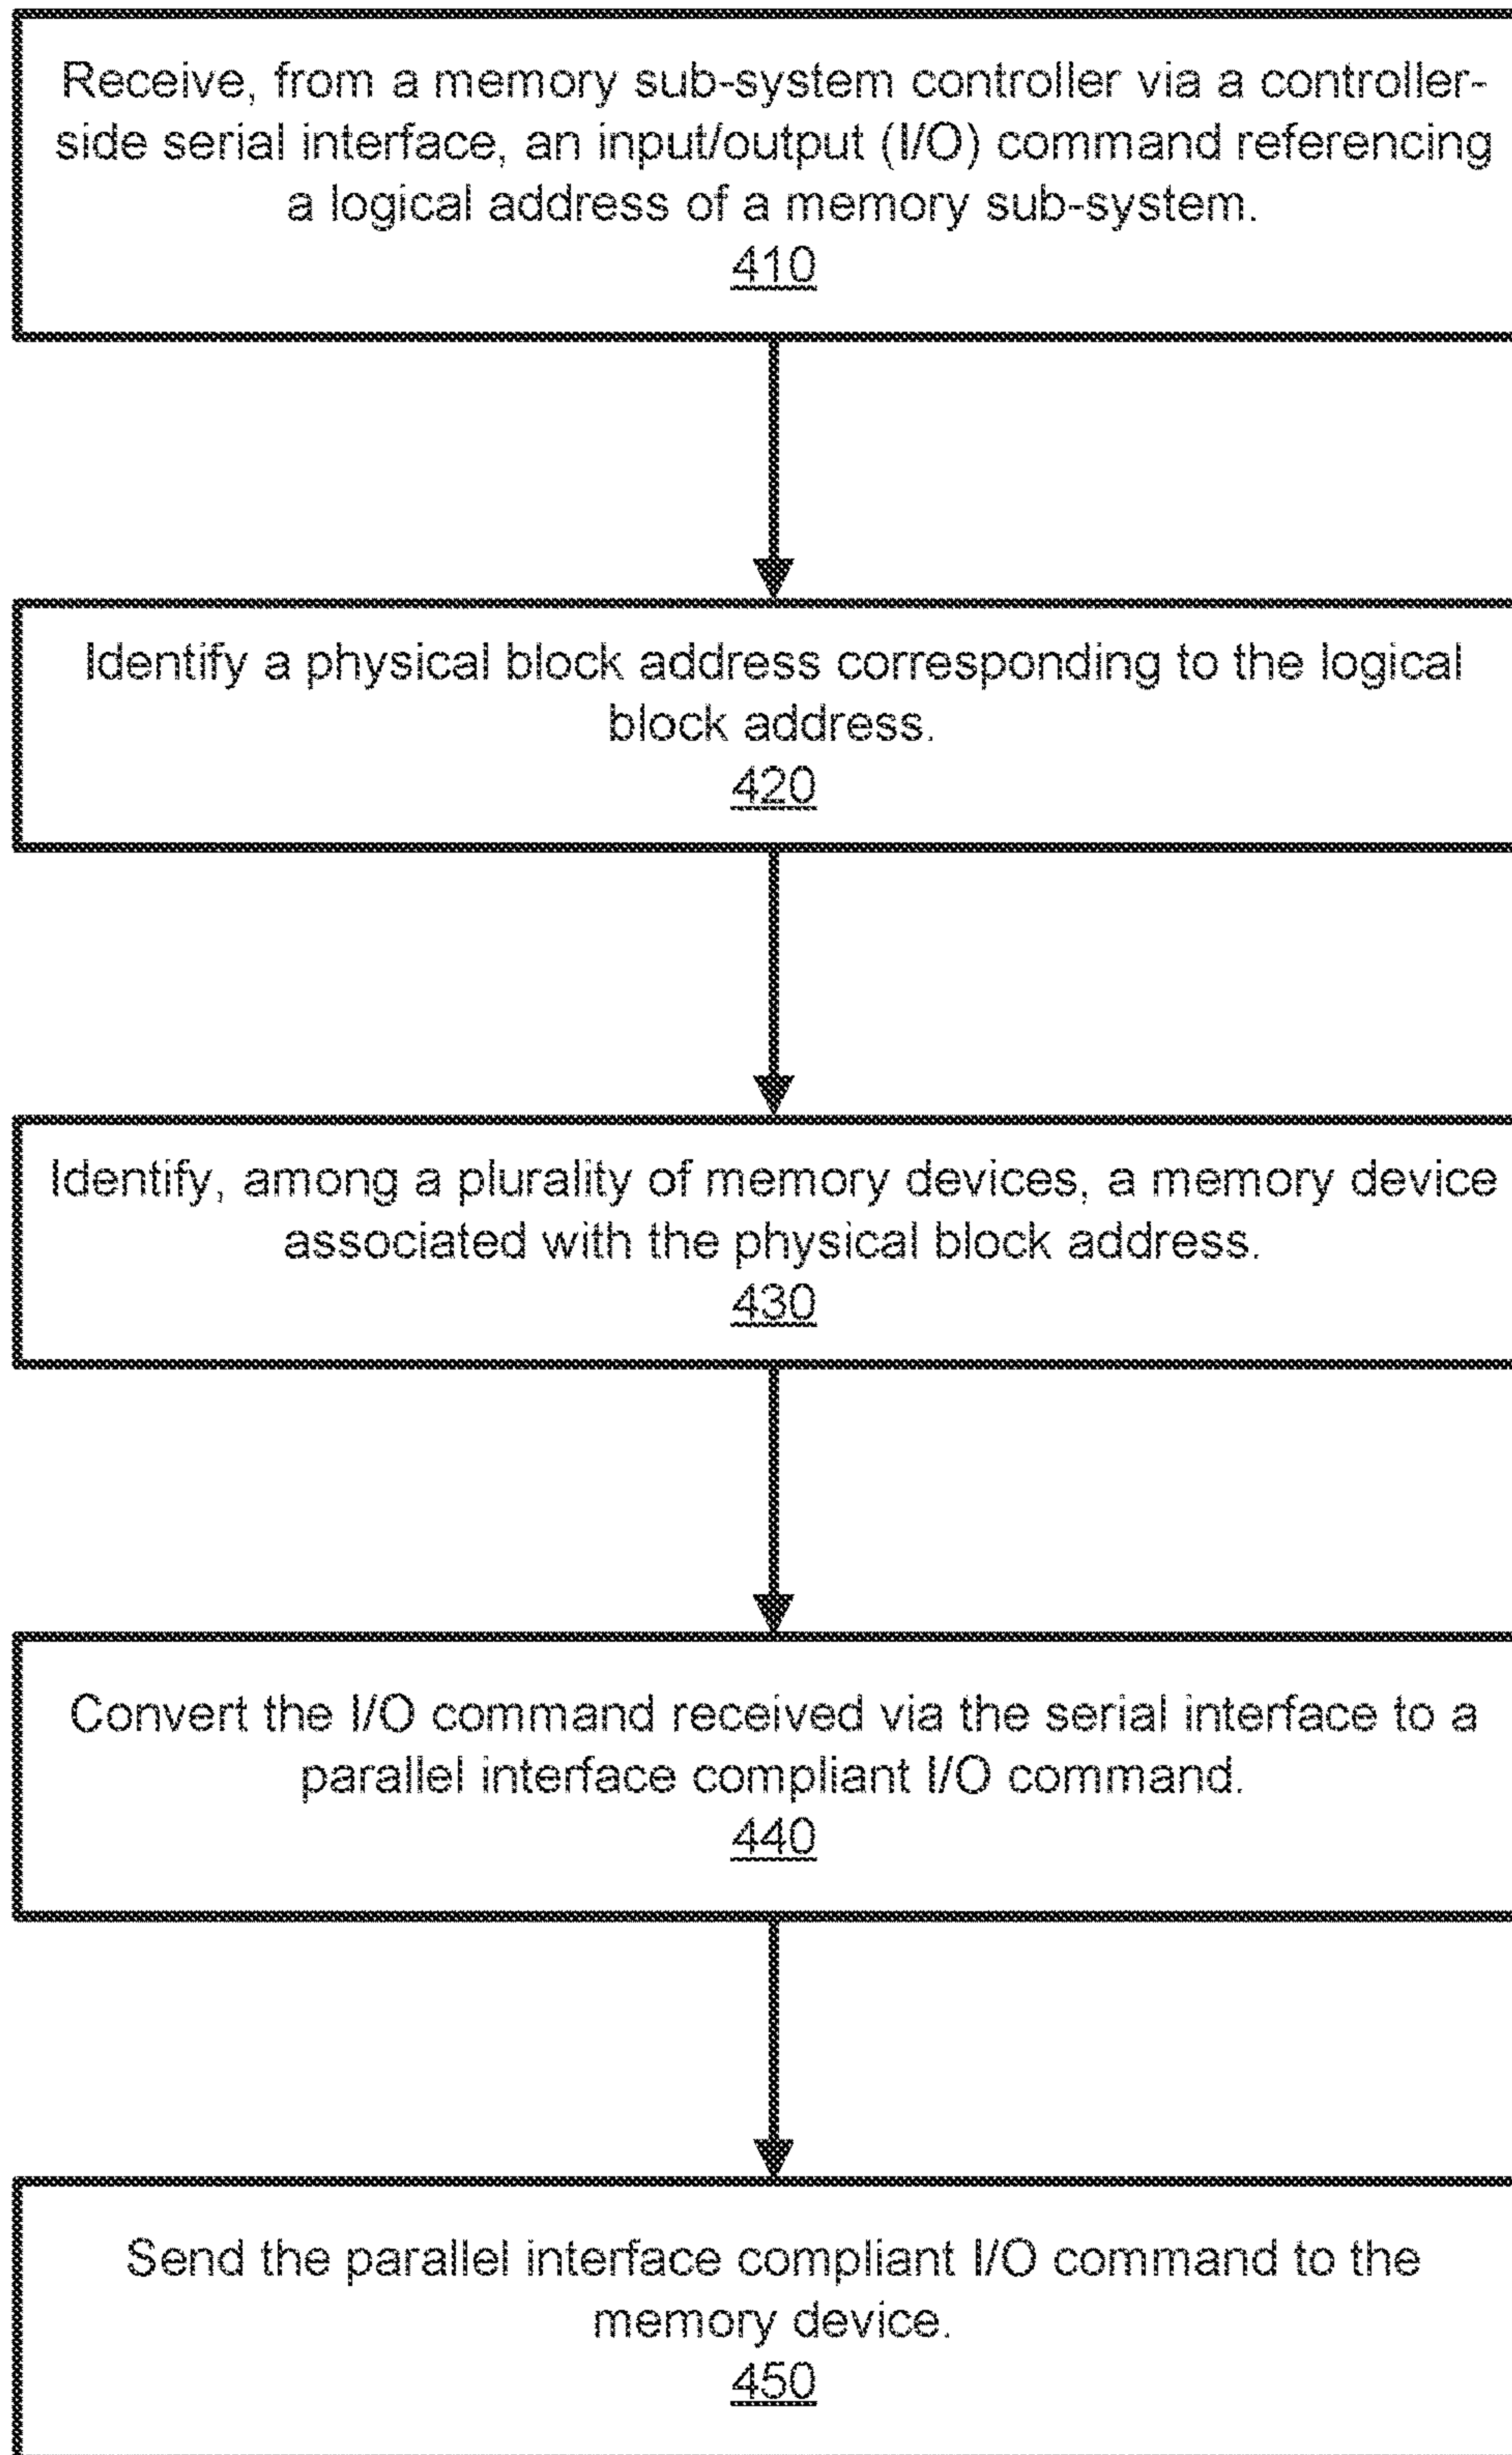 Receive, from a memory sub-system controller via a controller-
side serial interface, an input/output (I/O) command referencing
a logical address of a memory sub-system.
410
Identify a physical block address corresponding to the logical
block address.
420
Identify, among a plurality of memory devices, a memory device
associated with the physical block address.
430
Convert the I/O command received via the serial interface to a
parallel interface compliant I/O command.
440
Send the parallel interface compliant I/O command to the
memory device.
450